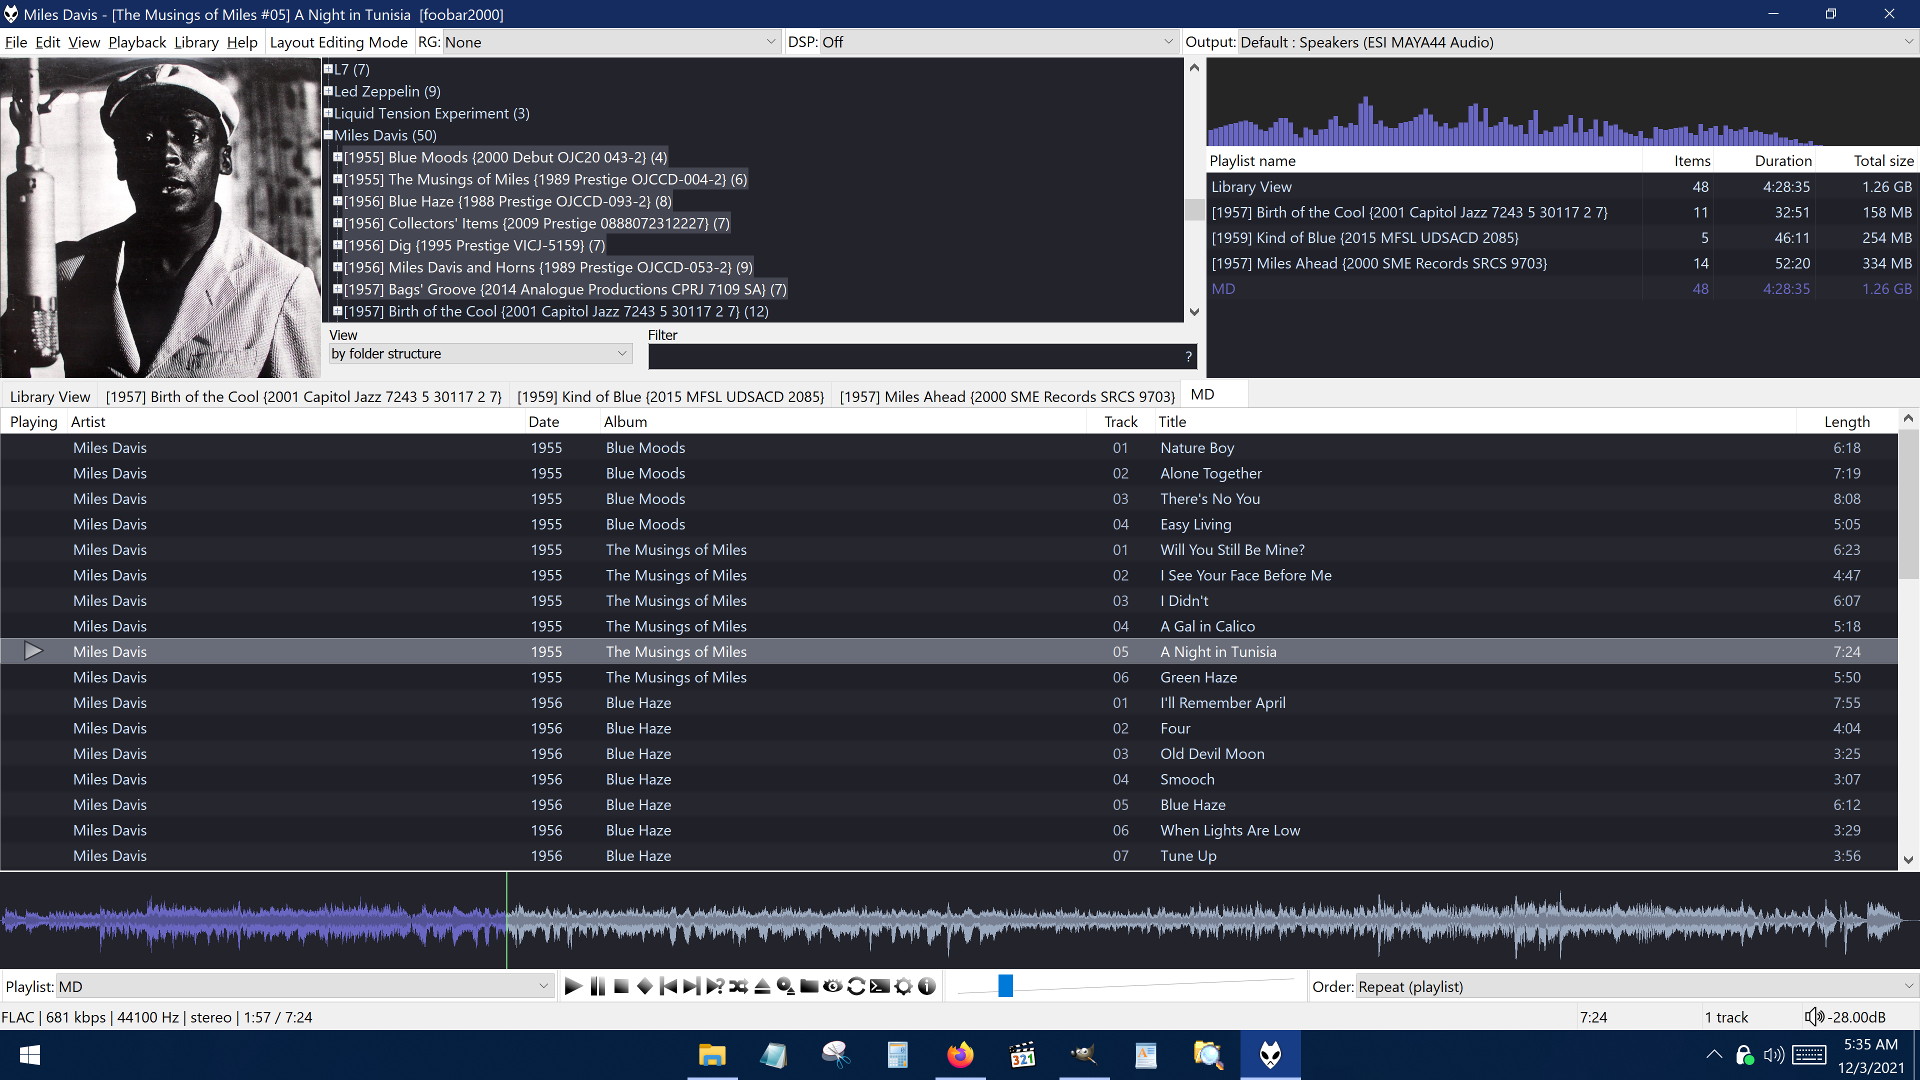 Miles Davis - [The Musings of Miles #05] A Night in Tunisia  [foobar2000]
File Edit View Playback Library Help Layout Editing Mode RG: None DSP: Off Output: Default : Speakers (ESI MAYA44 Audio)
L7 (7)
Led Zeppelin (9)
Liquid Tension Experiment (3)
Miles Davis (50)
[1955] Blue Moods {2000 Debut OJC20 043-2} (4)
[1955] The Musings of Miles {1989 Prestige OJCCD-004-2} (6)
[1956] Blue Haze {1988 Prestige OJCCD-093-2} (8)
[1956] Collectors' Items {2009 Prestige 0888072312227} (7)
[1956] Dig {1995 Prestige VICJ-5159} (7)
[1956] Miles Davis and Horns {1989 Prestige OJCCD-053-2} (9)
[1957] Bags' Groove {2014 Analogue Productions CPRJ 7109 SA} (7)
[1957] Birth of the Cool {2001 Capitol Jazz 7243 5 30117 2 7} (12)
View Filter
by folder structure ?
Playlist name Items Duration Total size
Library View 48 4:28:35 1.26 GB
[1957] Birth of the Cool {2001 Capitol Jazz 7243 5 30117 2 7} 11 32:51 158 MB
[1959] Kind of Blue {2015 MFSL UDSACD 2085} 5 46:11 254 MB
[1957] Miles Ahead {2000 SME Records SRCS 9703} 14 52:20 334 MB
MD 48 4:28:35 1.26 GB
Library View [1957] Birth of the Cool {2001 Capitol Jazz 7243 5 30117 2 7} [1959] Kind of Blue {2015 MFSL UDSACD 2085} [1957] Miles Ahead {2000 SME Records SRCS 9703} MD
Playing Artist Date Album Track Title Length
Miles Davis 1955 Blue Moods 01 Nature Boy 6:18
Miles Davis 1955 Blue Moods 02 Alone Together 7:19
Miles Davis 1955 Blue Moods 03 There's No You 8:08
Miles Davis 1955 Blue Moods 04 Easy Living 5:05
Miles Davis 1955 The Musings of Miles 01 Will You Still Be Mine? 6:23
Miles Davis 1955 The Musings of Miles 02 I See Your Face Before Me 4:47
Miles Davis 1955 The Musings of Miles 03 I Didn't 6:07
Miles Davis 1955 The Musings of Miles 04 A Gal in Calico 5:18
Miles Davis 1955 The Musings of Miles 05 A Night in Tunisia 7:24
Miles Davis 1955 The Musings of Miles 06 Green Haze 5:50
Miles Davis 1956 Blue Haze 01 I'll Remember April 7:55
Miles Davis 1956 Blue Haze 02 Four 4:04
Miles Davis 1956 Blue Haze 03 Old Devil Moon 3:25
Miles Davis 1956 Blue Haze 04 Smooch 3:07
Miles Davis 1956 Blue Haze 05 Blue Haze 6:12
Miles Davis 1956 Blue Haze 06 When Lights Are Low 3:29
Miles Davis 1956 Blue Haze 07 Tune Up 3:56
Playlist: MD Order: Repeat (playlist)
FLAC | 681 kbps | 44100 Hz | stereo | 1:57 / 7:24 7:24 1 track -28.00dB
321
5:35 AM
12/3/2021